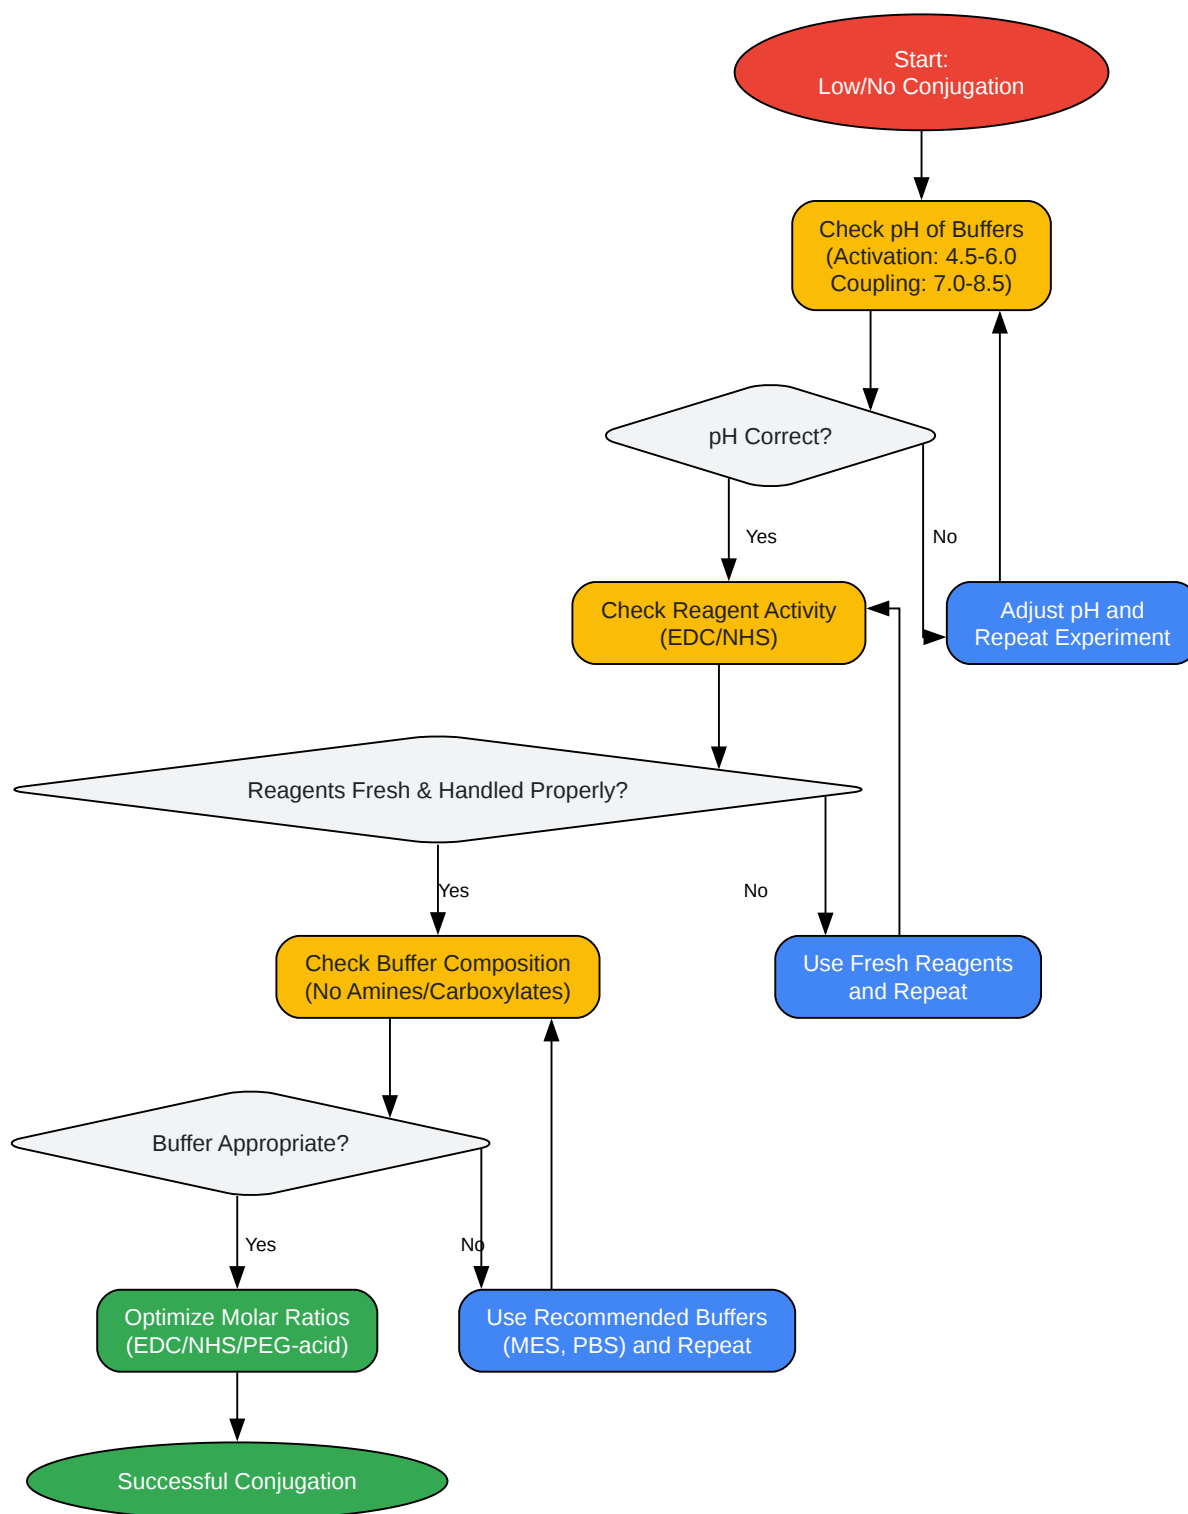 Start:
Low/No Conjugation
Check pH of Buffers
(Activation: 4.5-6.0
Coupling: 7.0-8.5)
pH Correct?
Yes
No
Check Reagent Activity
(EDC/NHS)
Adjust pH and
Repeat Experiment
Reagents Fresh & Handled Properly?
Yes
No
Check Buffer Composition
(No Amines/Carboxylates)
Use Fresh Reagents
and Repeat
Buffer Appropriate?
Yes
No
Optimize Molar Ratios
(EDC/NHS/PEG-acid)
Use Recommended Buffers
(MES, PBS) and Repeat
Successful Conjugation